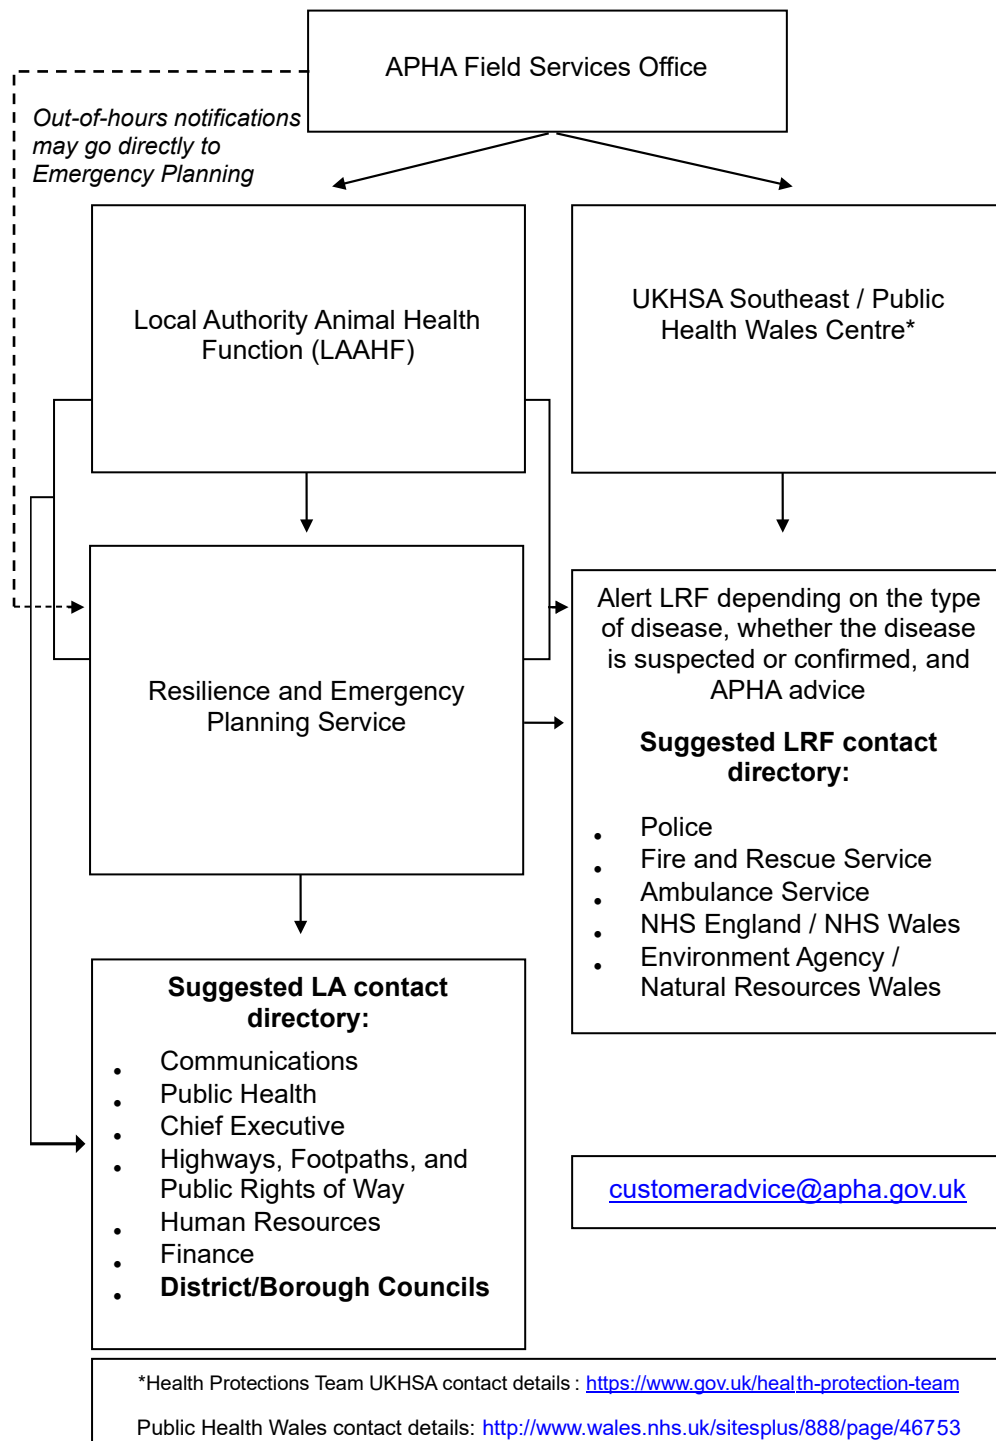 APHA Field Services Office
Out-of-hours notifications
may go directly to
Emergency Planning
Local Authority Animal Health
Function (LAAHF)
UKHSA Southeast / Public
Health Wales Centre*
Resilience and Emergency
Planning Service
Alert LRF depending on the type
of disease, whether the disease
is suspected or confirmed, and
APHA advice
Suggested LRF contact
directory:
• Police
• Fire and Rescue Service
• Ambulance Service
• NHS England / NHS Wales
• Environment Agency /
Natural Resources Wales
Suggested LA contact
directory:
• Communications
• Public Health
• Chief Executive
• Highways, Footpaths, and
Public Rights of Way
• Human Resources
• Finance
• District/Borough Councils
customeradvice@apha.gov.uk
*Health Protections Team UKHSA contact details : https://www.gov.uk/health-protection-team
Public Health Wales contact details: http://www.wales.nhs.uk/sitesplus/888/page/46753